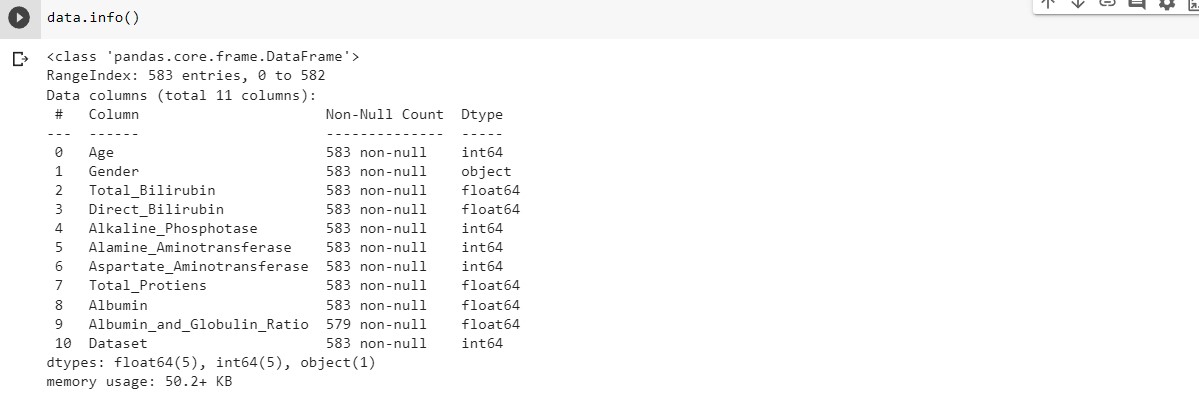 data.info()
<class 'pandas.core.frame.DataFrame'>
RangeIndex: 583 entries, 0 to 582
Data columns (total 11 columns):
 #   Column                      Non-Null Count  Dtype
---  ------                      --------------  -----
 0   Age                         583 non-null    int64
 1   Gender                      583 non-null    object
 2   Total_Bilirubin             583 non-null    float64
 3   Direct_Bilirubin            583 non-null    float64
 4   Alkaline_Phosphotase        583 non-null    int64
 5   Alamine_Aminotransferase    583 non-null    int64
 6   Aspartate_Aminotransferase  583 non-null    int64
 7   Total_Protiens              583 non-null    float64
 8   Albumin                     583 non-null    float64
 9   Albumin_and_Globulin_Ratio  579 non-null    float64
 10  Dataset                     583 non-null    int64
dtypes: float64(5), int64(5), object(1)
memory usage: 50.2+ KB